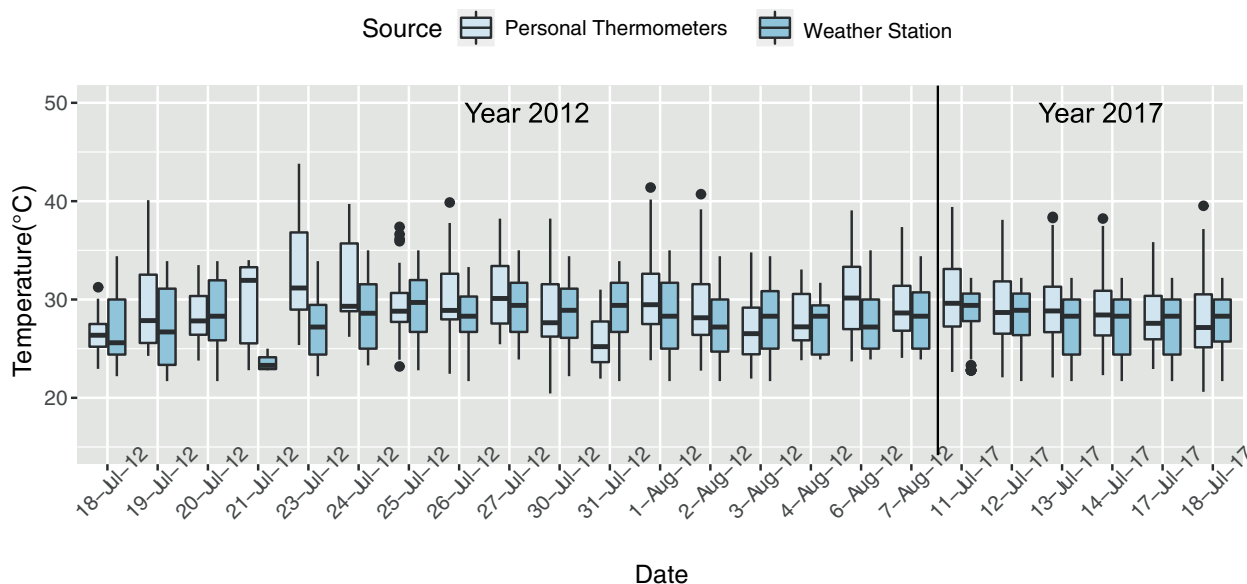 Source Personal Thermometers Weather Station
Year 2012 Year 2017
50
40
30
20
Temperature(°C)
18-Jul-12 19-Jul-12 20-Jul-12 21-Jul-12 23-Jul-12 24-Jul-12 25-Jul-12 26-Jul-12 27-Jul-12 30-Jul-12 31-Jul-12 1-Aug-12 2-Aug-12 3-Aug-12 4-Aug-12 6-Aug-12 7-Aug-12 11-Jul-17 12-Jul-17 13-Jul-17 14-Jul-17 17-Jul-17 18-Jul-17
Date